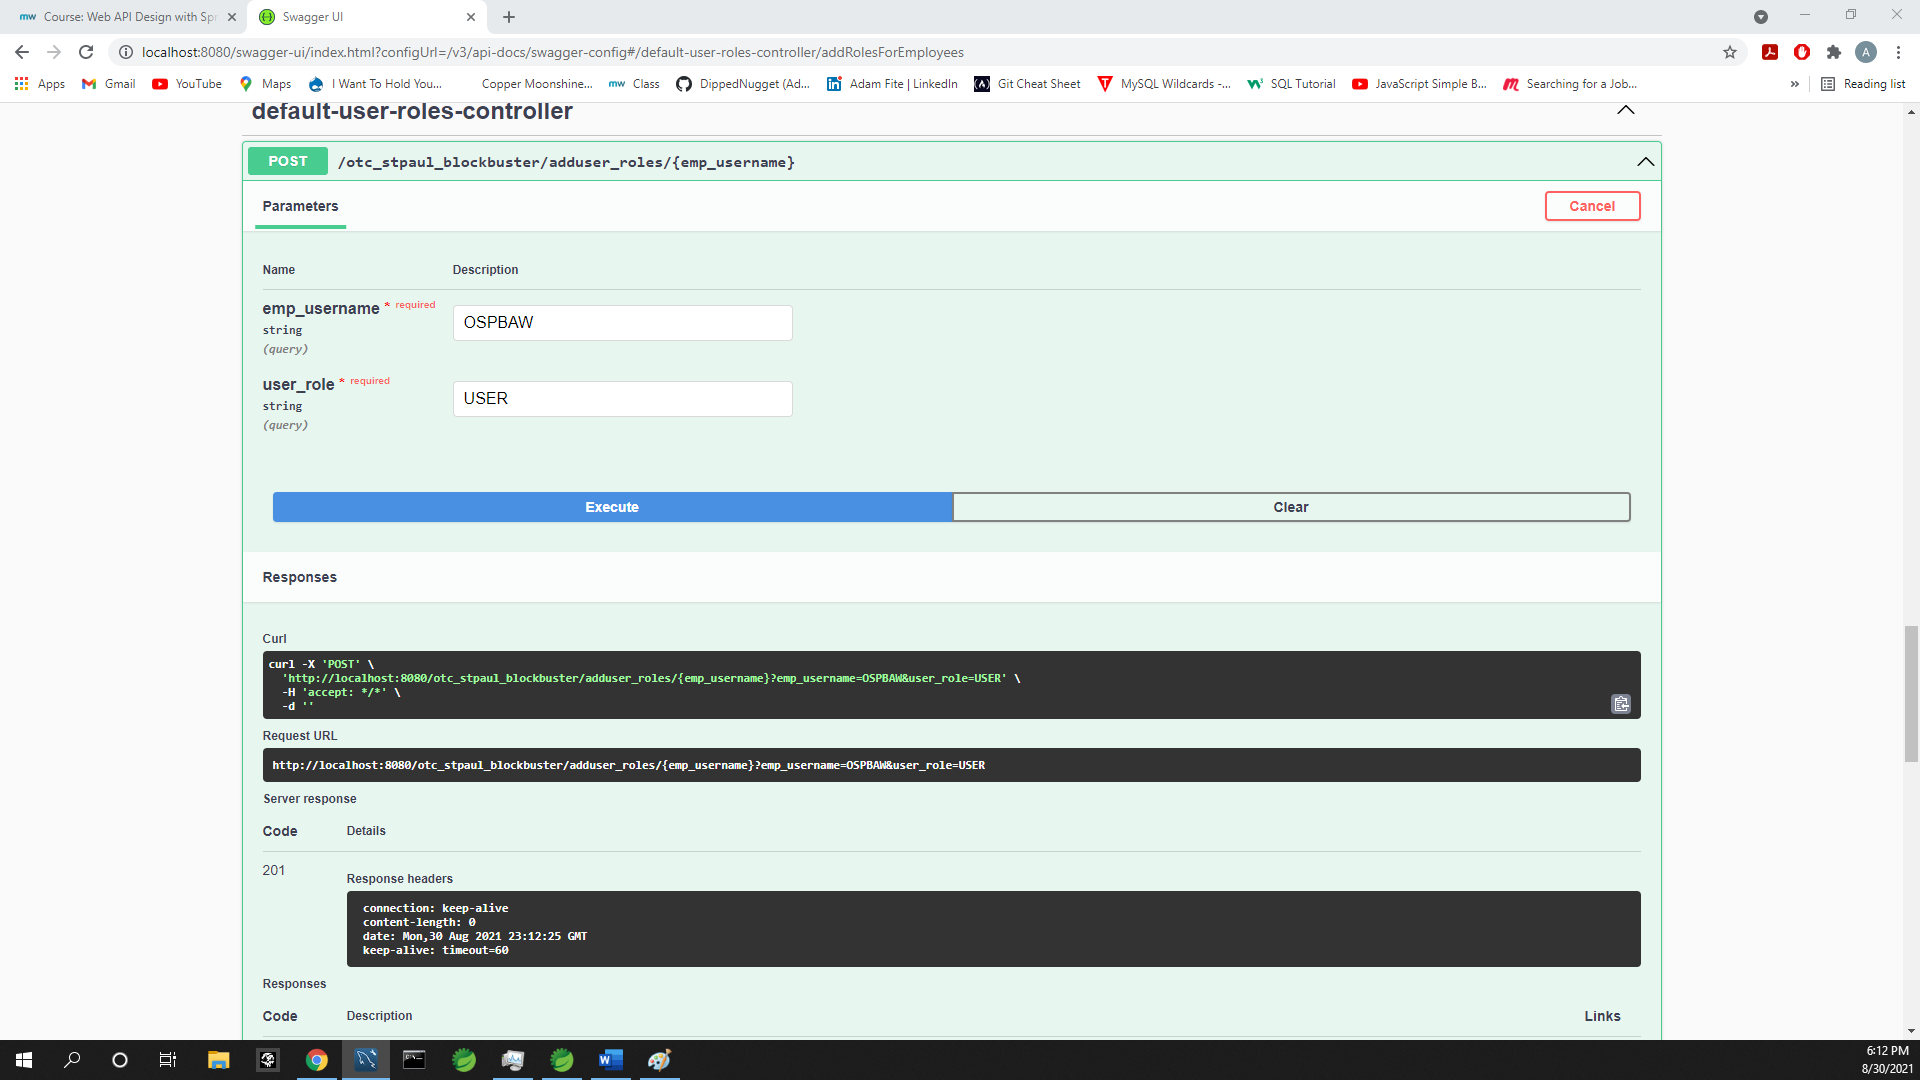 Course: Web API Design with Spr
Swagger UI
localhost:8080/swagger-ui/index.html?configUrl=/v3/api-docs/swagger-config#/default-user-roles-controller/addRolesForEmployees
A
Apps
Gmail
YouTube
Maps
I Want To Hold You...
Copper Moonshine...
Class
DippedNugget (Ad...
Adam Fite | LinkedIn
Git Cheat Sheet
MySQL Wildcards -...
SQL Tutorial
JavaScript Simple B...
Searching for a Job...
»
Reading list
default-user-roles-controller
POST
/otc_stpaul_blockbuster/adduser_roles/{emp_username}
Parameters
Cancel
Name
Description
emp_username * required
string
(query)
OSPBAW
user_role * required
string
(query)
USER
Execute
Clear
Responses
Curl
curl -X 'POST' \
'http://localhost:8080/otc_stpaul_blockbuster/adduser_roles/{emp_username}?emp_username=OSPBAW&user_role=USER' \
-H 'accept: */*' \
-d ''
Request URL
http://localhost:8080/otc_stpaul_blockbuster/adduser_roles/{emp_username}?emp_username=OSPBAW&user_role=USER
Server response
Code
Details
201
Response headers
connection: keep-alive
content-length: 0
date: Mon,30 Aug 2021 23:12:25 GMT
keep-alive: timeout=60
Responses
Code
Description
Links
6:12 PM
8/30/2021